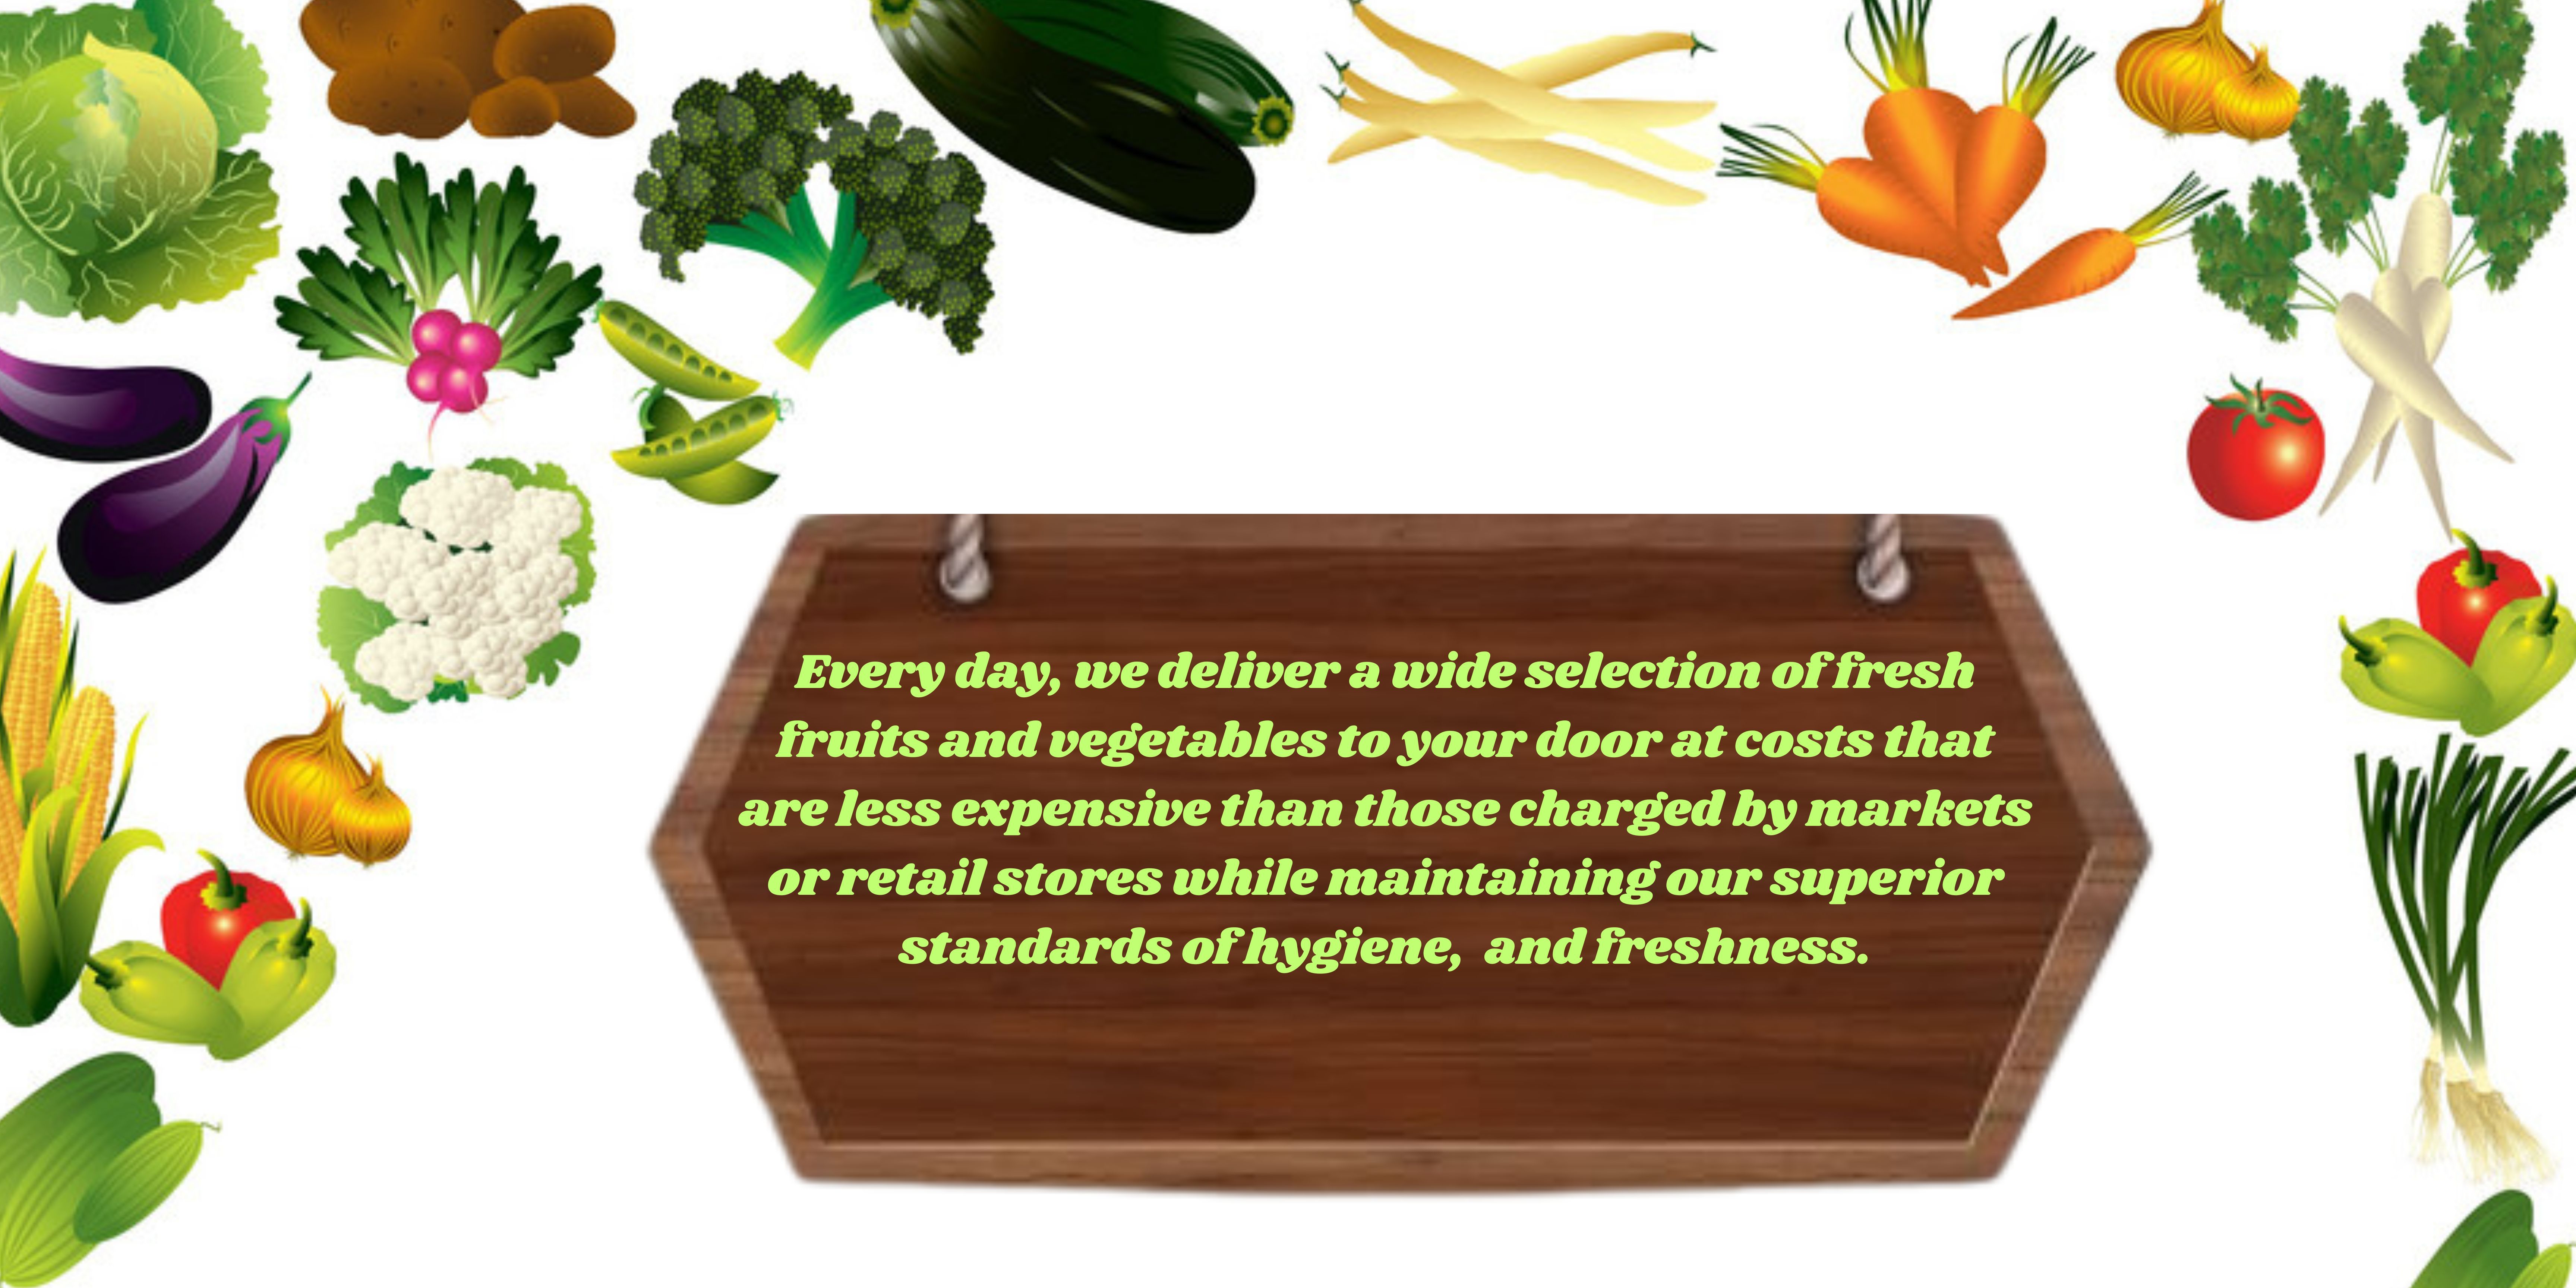 Every day, we deliver a wide selection of fresh
fruits and vegetables to your door at costs that
are less expensive than those charged by markets
or retail stores while maintaining our superior
standards of hygiene,  and freshness.